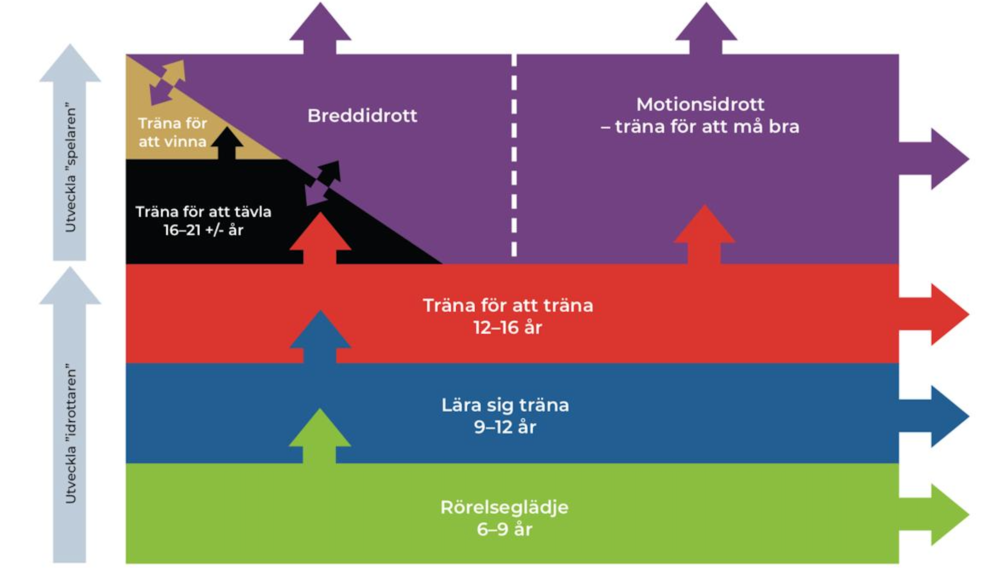 Utveckla ”spelaren”
Utveckla ”idrottaren”
Träna för
att vinna
Breddidrott
Motionsidrott
– träna för att må bra
Träna för att tävla
16–21 +/- år
Träna för att träna
12–16 år
Lära sig träna
9–12 år
Rörelseglädje
6–9 år